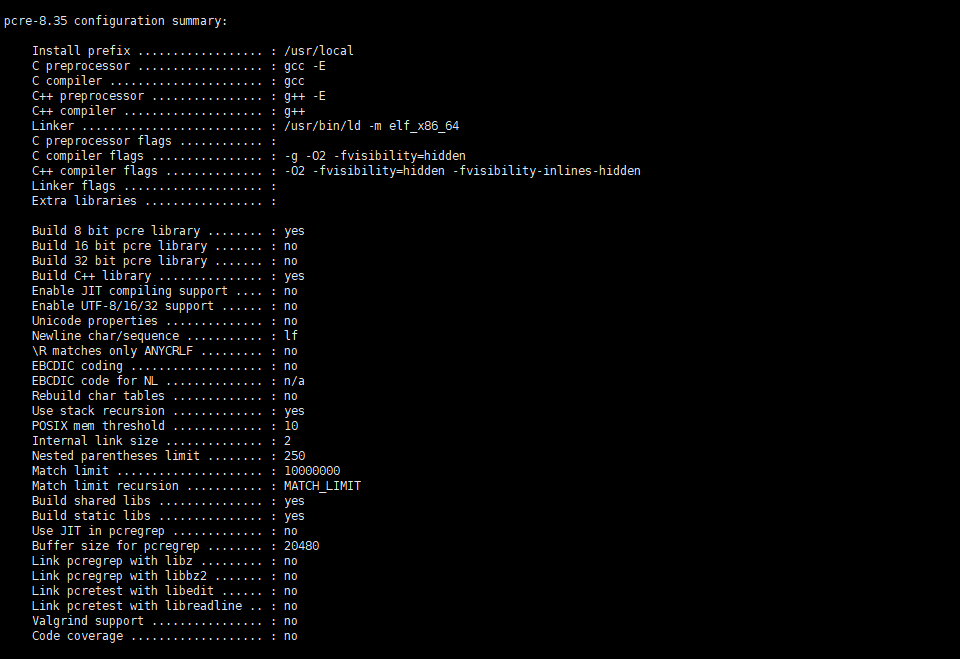 pcre-8.35 configuration summary:
Install prefix .................. : /usr/local
C preprocessor .................. : gcc -E
C compiler ...................... : gcc
C++ preprocessor ................ : g++ -E
C++ compiler .................... : g++
Linker .......................... : /usr/bin/ld -m elf_x86_64
C preprocessor flags ............ :
C compiler flags ................ : -g -O2 -fvisibility=hidden
C++ compiler flags .............. : -O2 -fvisibility=hidden -fvisibility-inlines-hidden
Linker flags .................... :
Extra libraries ................. :
Build 8 bit pcre library ........ : yes
Build 16 bit pcre library ....... : no
Build 32 bit pcre library ....... : no
Build C++ library ............... : yes
Enable JIT compiling support .... : no
Enable UTF-8/16/32 support ...... : no
Unicode properties .............. : no
Newline char/sequence ........... : lf
\R matches only ANYCRLF ......... : no
EBCDIC coding ................... : no
EBCDIC code for NL .............. : n/a
Rebuild char tables ............. : no
Use stack recursion ............. : yes
POSIX mem threshold ............. : 10
Internal link size .............. : 2
Nested parentheses limit ........ : 250
Match limit ..................... : 10000000
Match limit recursion ........... : MATCH_LIMIT
Build shared libs ............... : yes
Build static libs ............... : yes
Use JIT in pcregrep ............. : no
Buffer size for pcregrep ........ : 20480
Link pcregrep with libz ......... : no
Link pcregrep with libbz2 ....... : no
Link pcretest with libedit ...... : no
Link pcretest with libreadline .. : no
Valgrind support ................ : no
Code coverage ................... : no